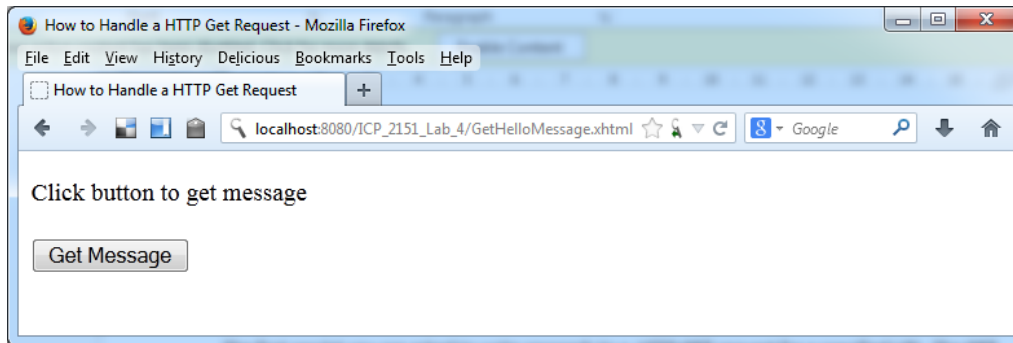 How to Handle a HTTP Get Request - Mozilla Firefox
File Edit View History Delicious Bookmarks Tools Help
How to Handle a HTTP Get Request
localhost:8080/ICP_2151_Lab_4/GetHelloMessage.xhtml
8 Google
Click button to get message
Get Message